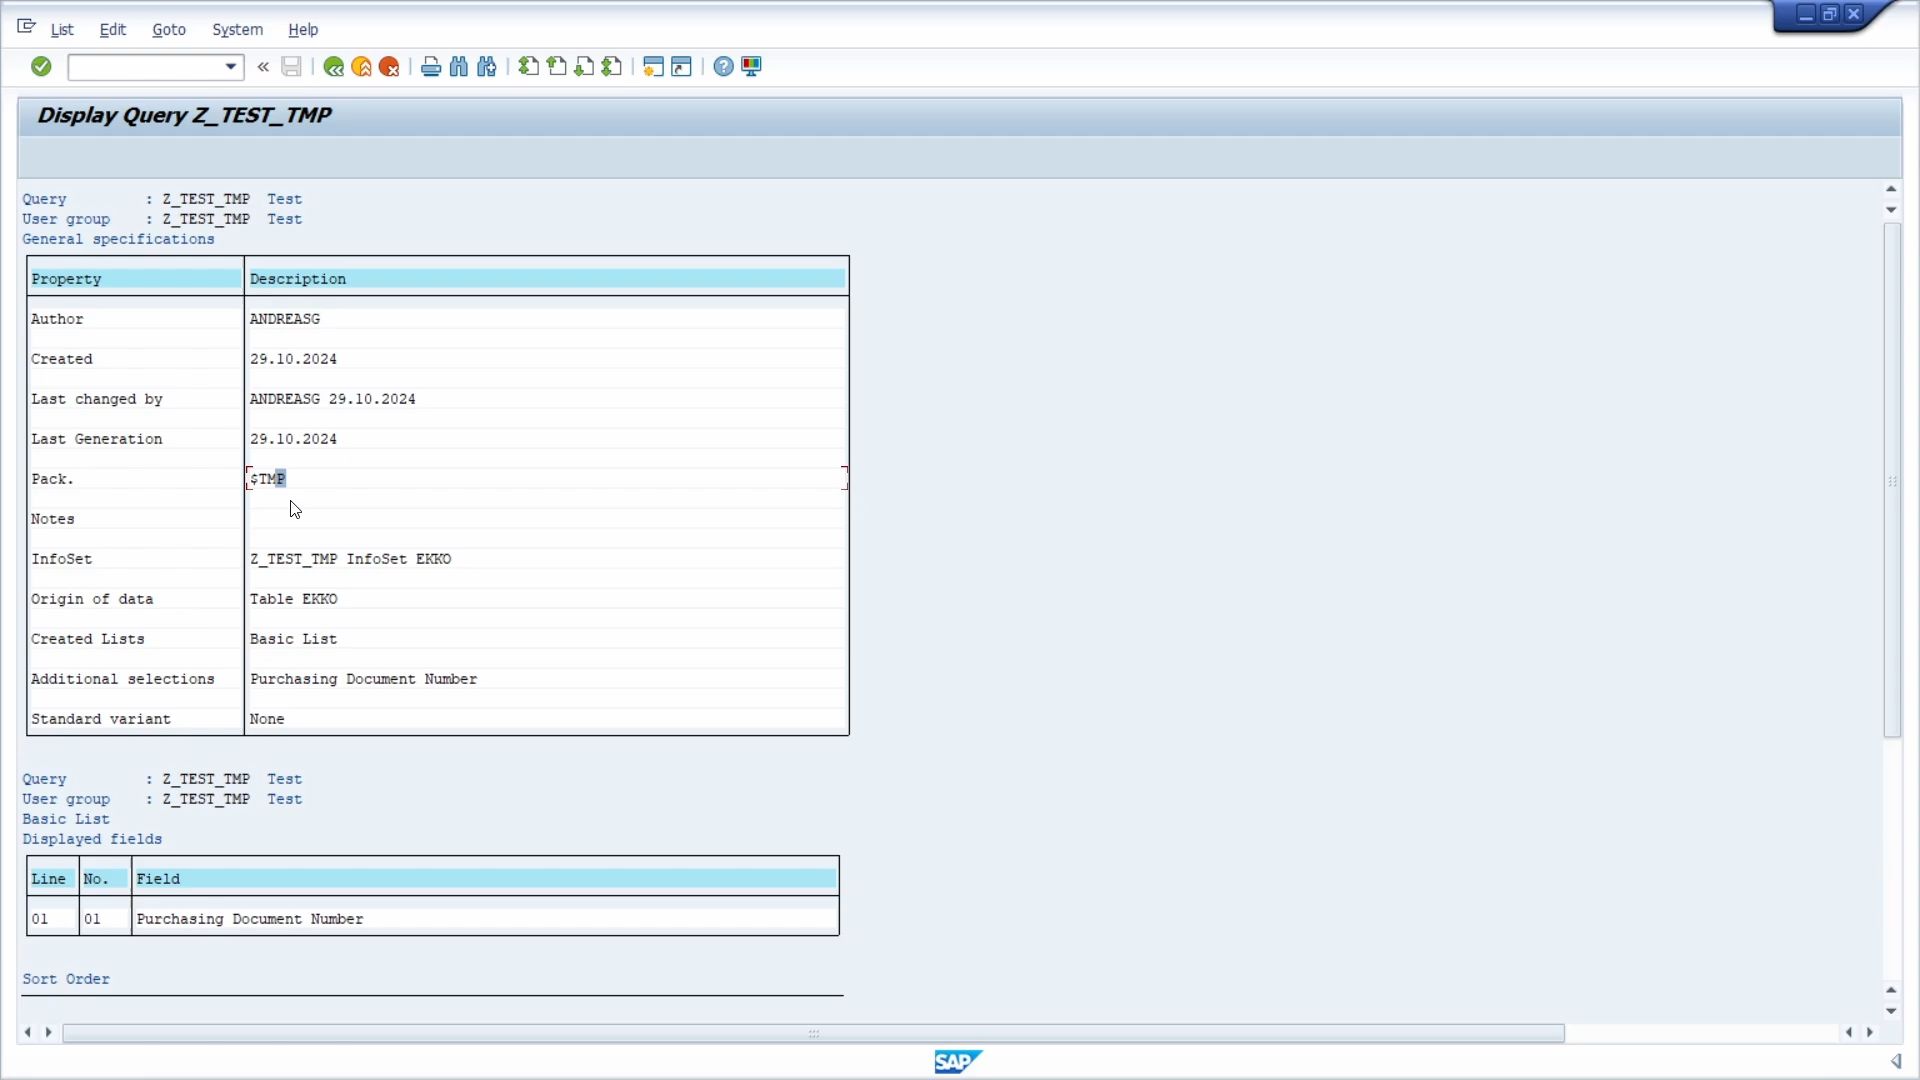 List Edit Goto System Help
Display Query Z_TEST_TMP
Query : Z_TEST_TMP Test
User group : Z_TEST_TMP Test
General specifications
Property Description
Author ANDREASG
Created 29.10.2024
Last changed by ANDREASG 29.10.2024
Last Generation 29.10.2024
Pack. $TMP
Notes
InfoSet Z_TEST_TMP InfoSet EKKO
Origin of data Table EKKO
Created Lists Basic List
Additional selections Purchasing Document Number
Standard variant None
Query : Z_TEST_TMP Test
User group : Z_TEST_TMP Test
Basic List
Displayed fields
Line No. Field
01 01 Purchasing Document Number
Sort Order
SAP